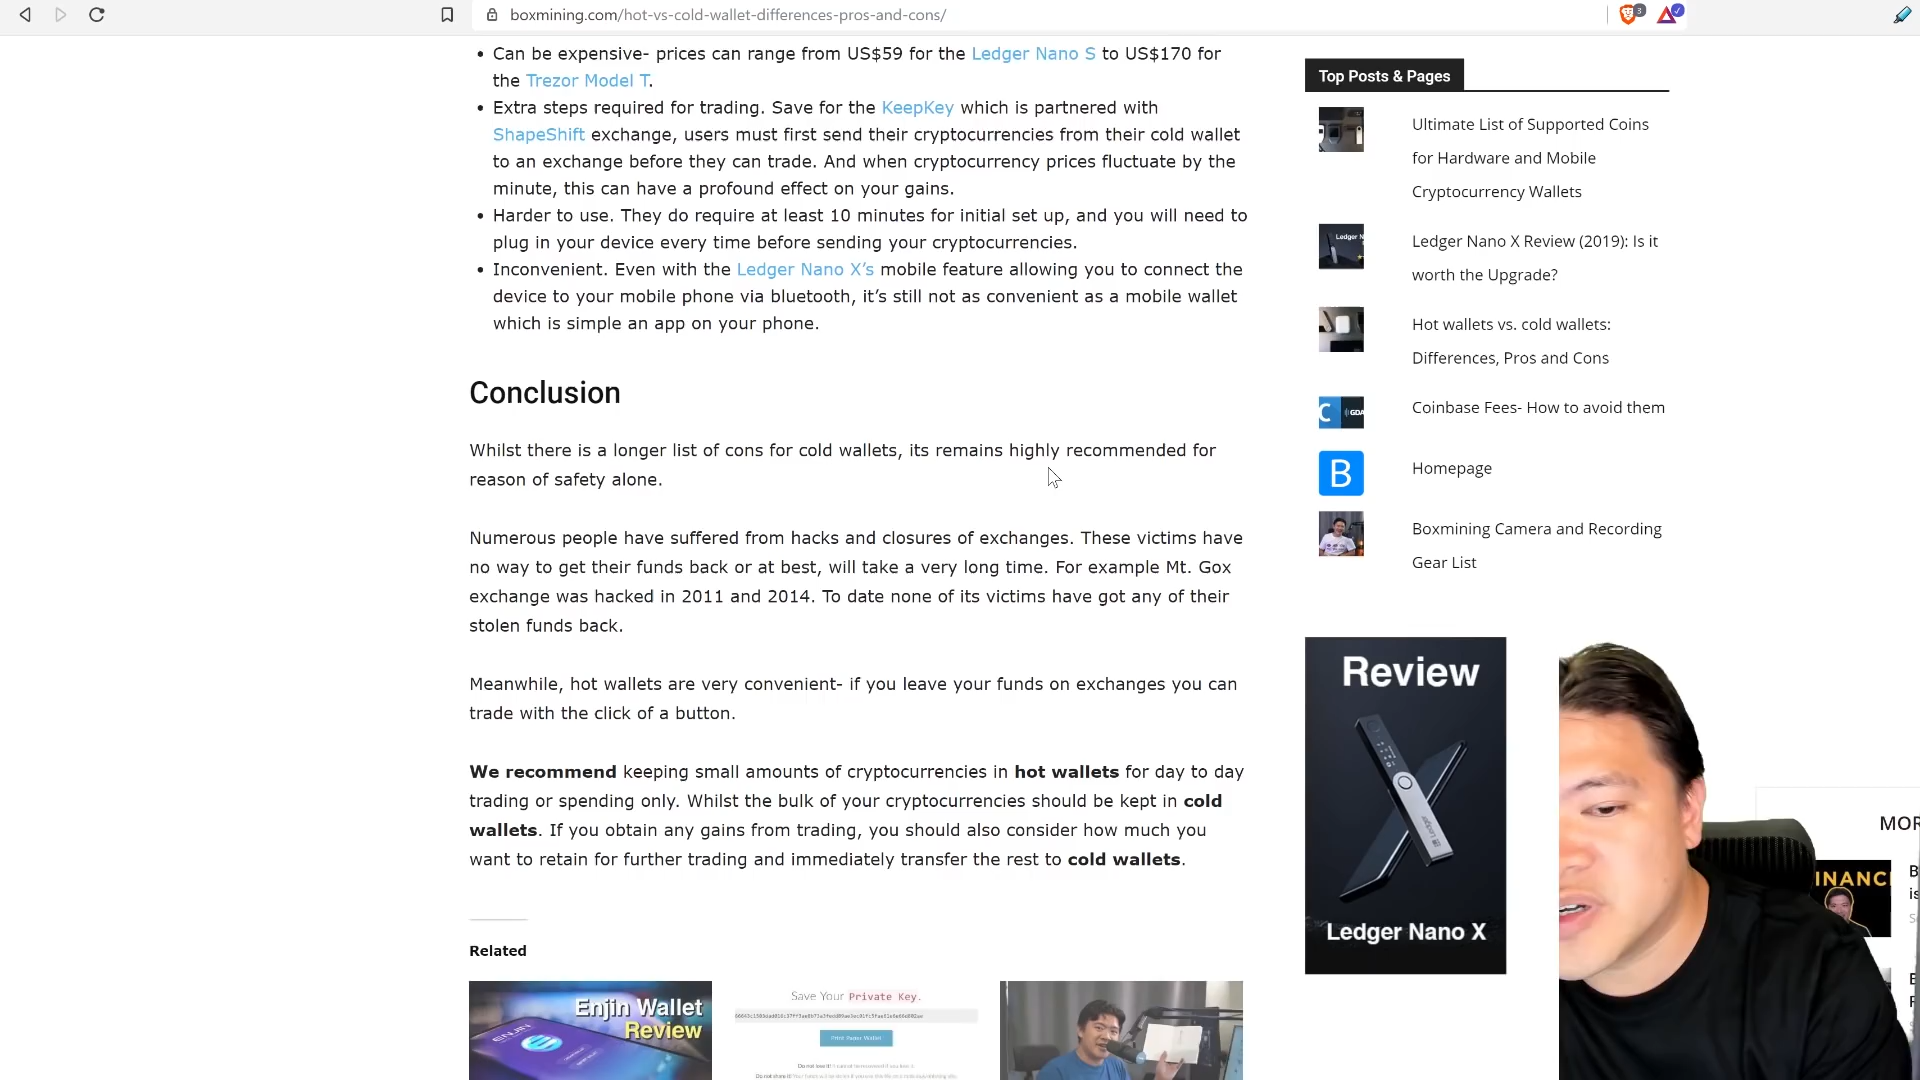 boxmining.com/hot-vs-cold-wallet-differences-pros-and-cons/
3
Can be expensive- prices can range from US$59 for the Ledger Nano S to US$170 for
the Trezor Model T.
Extra steps required for trading. Save for the KeepKey which is partnered with
ShapeShift exchange, users must first send their cryptocurrencies from their cold wallet
to an exchange before they can trade. And when cryptocurrency prices fluctuate by the
minute, this can have a profound effect on your gains.
Harder to use. They do require at least 10 minutes for initial set up, and you will need to
plug in your device every time before sending your cryptocurrencies.
Inconvenient. Even with the Ledger Nano X’s mobile feature allowing you to connect the
device to your mobile phone via bluetooth, it’s still not as convenient as a mobile wallet
which is simple an app on your phone.
Conclusion
Whilst there is a longer list of cons for cold wallets, its remains highly recommended for
reason of safety alone.
Numerous people have suffered from hacks and closures of exchanges. These victims have
no way to get their funds back or at best, will take a very long time. For example Mt. Gox
exchange was hacked in 2011 and 2014. To date none of its victims have got any of their
stolen funds back.
Meanwhile, hot wallets are very convenient- if you leave your funds on exchanges you can
trade with the click of a button.
We recommend keeping small amounts of cryptocurrencies in hot wallets for day to day
trading or spending only. Whilst the bulk of your cryptocurrencies should be kept in cold
wallets. If you obtain any gains from trading, you should also consider how much you
want to retain for further trading and immediately transfer the rest to cold wallets.
Related
Enjin Wallet
Review
ENJIN
Save Your Private Key.
Print Paper Wallet
Top Posts & Pages
Ultimate List of Supported Coins
for Hardware and Mobile
Cryptocurrency Wallets
Ledger Nano X Review (2019): Is it
worth the Upgrade?
Hot wallets vs. cold wallets:
Differences, Pros and Cons
Coinbase Fees- How to avoid them
B
Homepage
Boxmining Camera and Recording
Gear List
Review
Ledger
Ledger Nano X
MOR
INANC
B
is